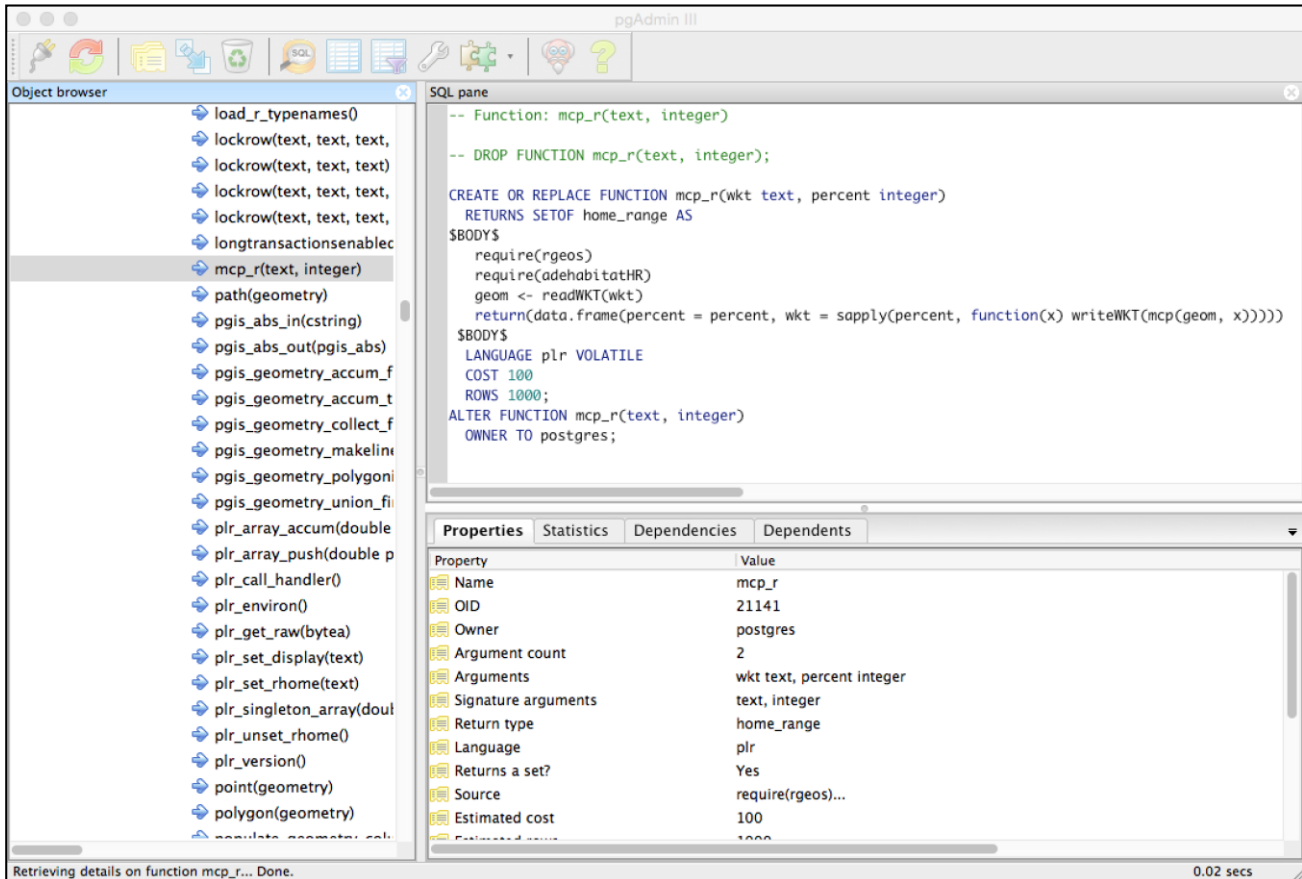 pgAdmin III
SQL
Object browser
load_r_typenames()
lockrow(text, text, text,
lockrow(text, text, text)
lockrow(text, text, text,
lockrow(text, text, text,
longtransactionsenabled
mcp_r(text, integer)
path(geometry)
pgis_abs_in(cstring)
pgis_abs_out(pgis_abs)
pgis_geometry_accum_f
pgis_geometry_accum_t
pgis_geometry_collect_f
pgis_geometry_makeline
pgis_geometry_polygoni
pgis_geometry_union_fi
plr_array_accum(double
plr_array_push(double p
plr_call_handler()
plr_environ()
plr_get_raw(bytea)
plr_set_display(text)
plr_set_rhome(text)
plr_singleton_array(doub
plr_unset_rhome()
plr_version()
point(geometry)
polygon(geometry)
SQL pane
-- Function: mcp_r(text, integer)
-- DROP FUNCTION mcp_r(text, integer);
CREATE OR REPLACE FUNCTION mcp_r(wkt text, percent integer)
RETURNS SETOF home_range AS
$BODY$
require(rgeos)
require(adehabitatHR)
geom <- readWKT(wkt)
return(data.frame(percent = percent, wkt = sapply(percent, function(x) writeWKT(mcp(geom, x)))))
$BODY$
LANGUAGE plr VOLATILE
COST 100
ROWS 1000;
ALTER FUNCTION mcp_r(text, integer)
OWNER TO postgres;
Properties Statistics Dependencies Dependents
Property Value
Name mcp_r
OID 21141
Owner postgres
Argument count 2
Arguments wkt text, percent integer
Signature arguments text, integer
Return type home_range
Language plr
Returns a set? Yes
Source require(rgeos)...
Estimated cost 100
Retrieving details on function mcp_r... Done. 0.02 secs